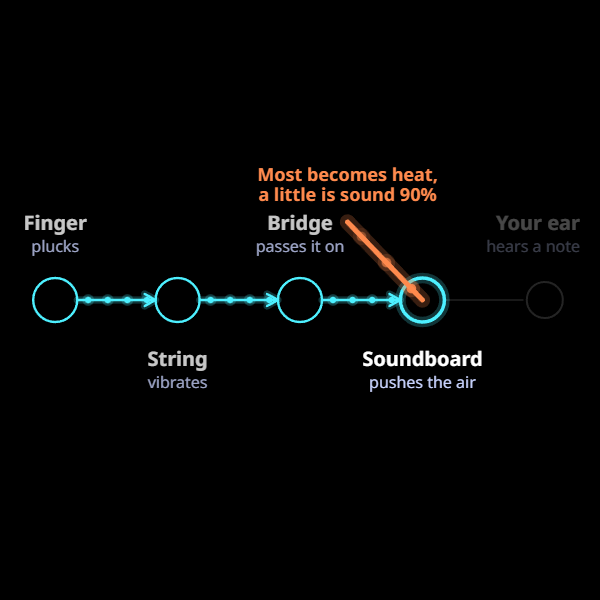 Most becomes heat,
a little is sound 90%
Finger
plucks
Bridge
passes it on
Your ear
hears a note
String
vibrates
Soundboard
pushes the air